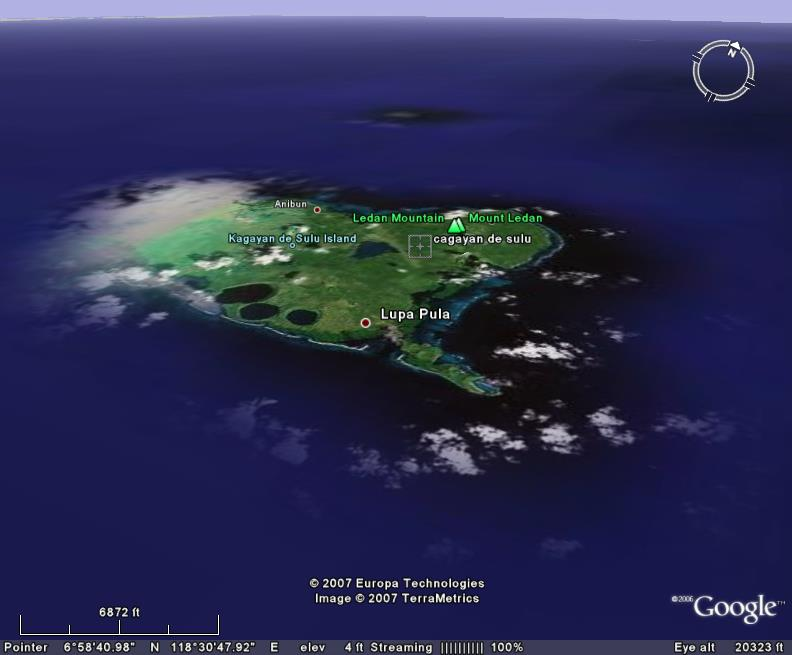 N
Anibun
Ledan Mountain Mount Ledan
Kagayan de Sulu Island cagayan de sulu
Lupa Pula
© 2007 Europa Technologies
Image © 2007 TerraMetrics
©2006 Google™
6872 ft
Pointer 6°58'40.98" N 118°30'47.92" E elev 4 ft Streaming |||||||||| 100% Eye alt 20323 ft